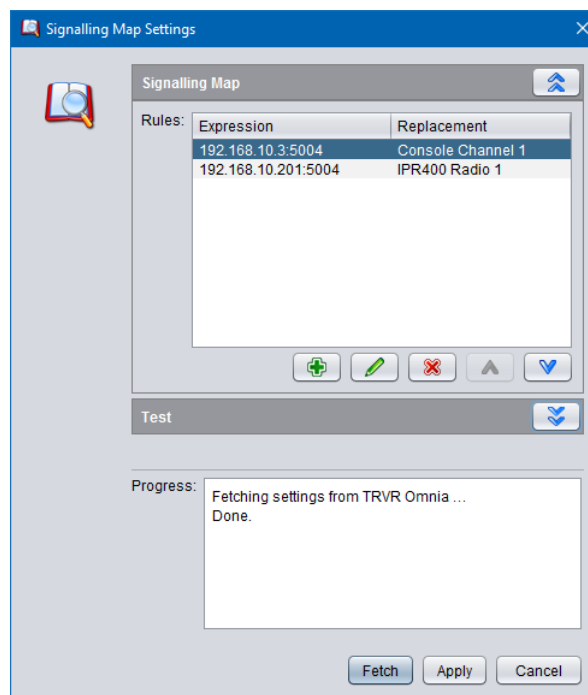 Signalling Map Settings
Signalling Map
Rules:
Expression Replacement
192.168.10.3:5004 Console Channel 1
192.168.10.201:5004 IPR400 Radio 1
Test
Progress:
Fetching settings from TRVR Omnia ...
Done.
Fetch Apply Cancel